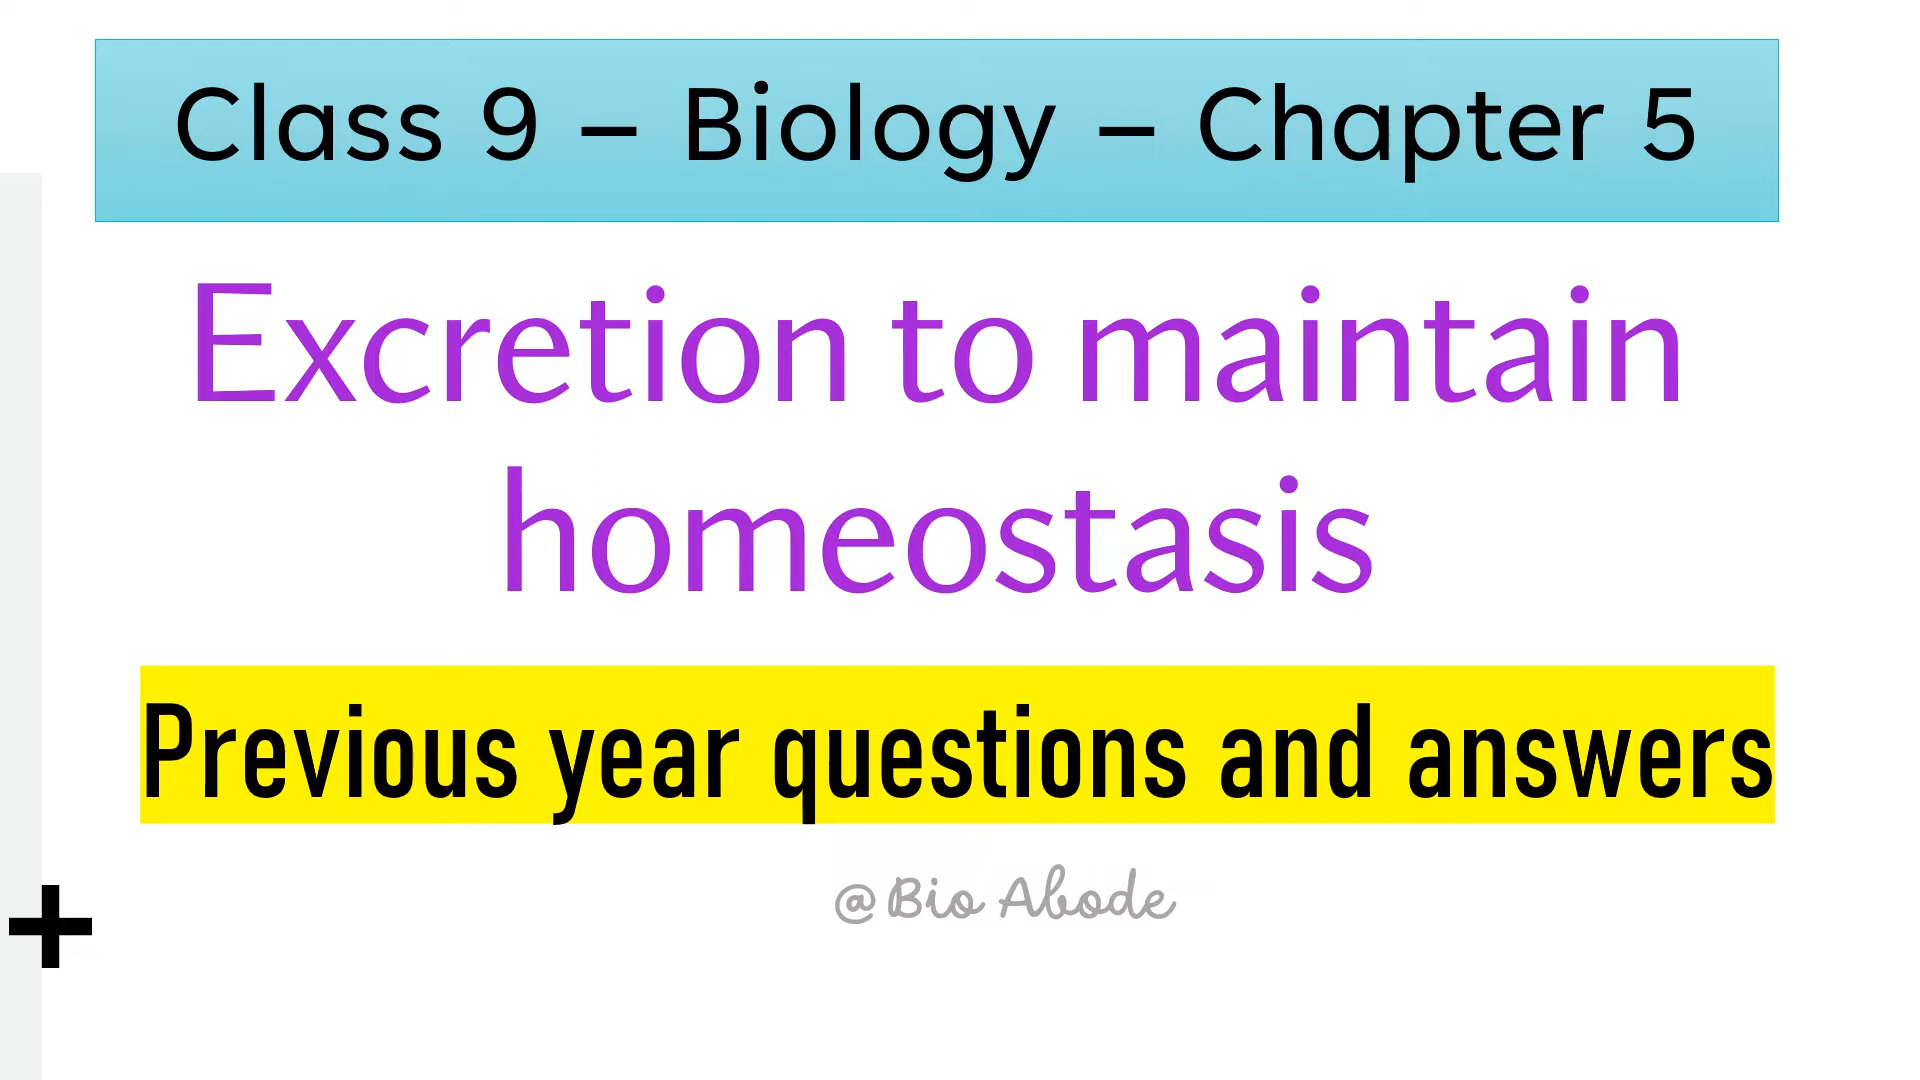 Class 9 – Biology – Chapter 5
Excretion to maintain
homeostasis
Previous year questions and answers
@Bio Abode